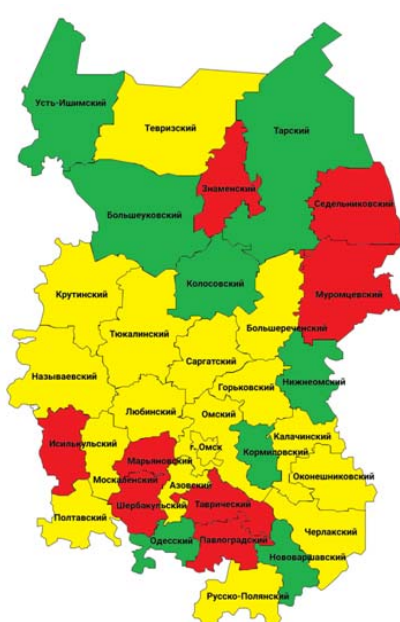 Усть-Ишимский
Тевризский
Тарский
Знаменский
Седельниковский
Большеуковский
Колосовский
Крутинский
Муромцевский
Большереченский
Тюкалинский
Саргатский
Называевский
Горьковский
Нижнеомский
Любинский
Омский
Исилькульский
Калачинский
г. Омск
Кормиловский
Марьяновский
Москаленский
Азовский
Оконешниковский
Шербакульский
Таврический
Полтавский
Черлакский
Одесский
Павлоградский
Нововаршавский
Русско-Полянский